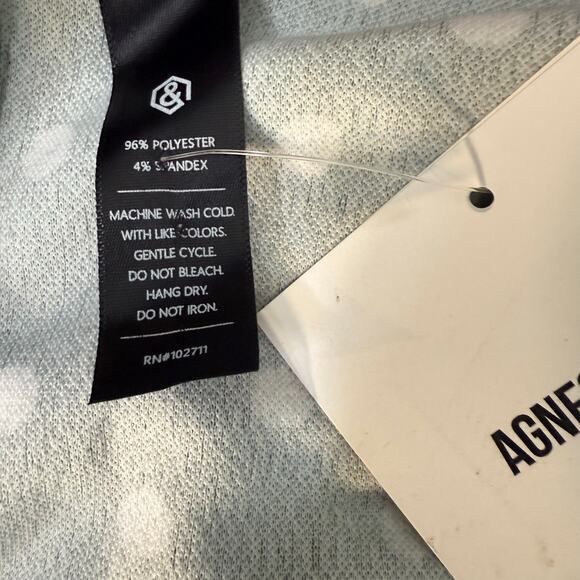 &
96% POLYESTER
4% SPANDEX
MACHINE WASH COLD.
WITH LIKE COLORS.
GENTLE CYCLE.
DO NOT BLEACH.
HANG DRY.
DO NOT IRON.
RN#102711
AGNES